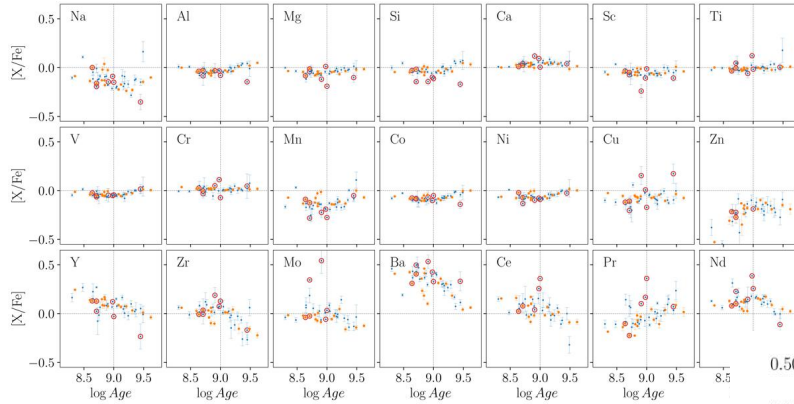 Na Al Mg Si Ca Sc Ti
[X/Fe] 0.5 0.0 −0.5
V Cr Mn Co Ni Cu Zn
[X/Fe] 0.5 0.0 −0.5
Y Zr Mo Ba Ce Pr Nd
[X/Fe] 0.5 0.0 −0.5
0.50
8.5 9.0 9.5 8.5 9.0 9.5 8.5 9.0 9.5 8.5 9.0 9.5 8.5 9.0 9.5 8.5 9.0 9.5
log Age log Age log Age log Age log Age log Age